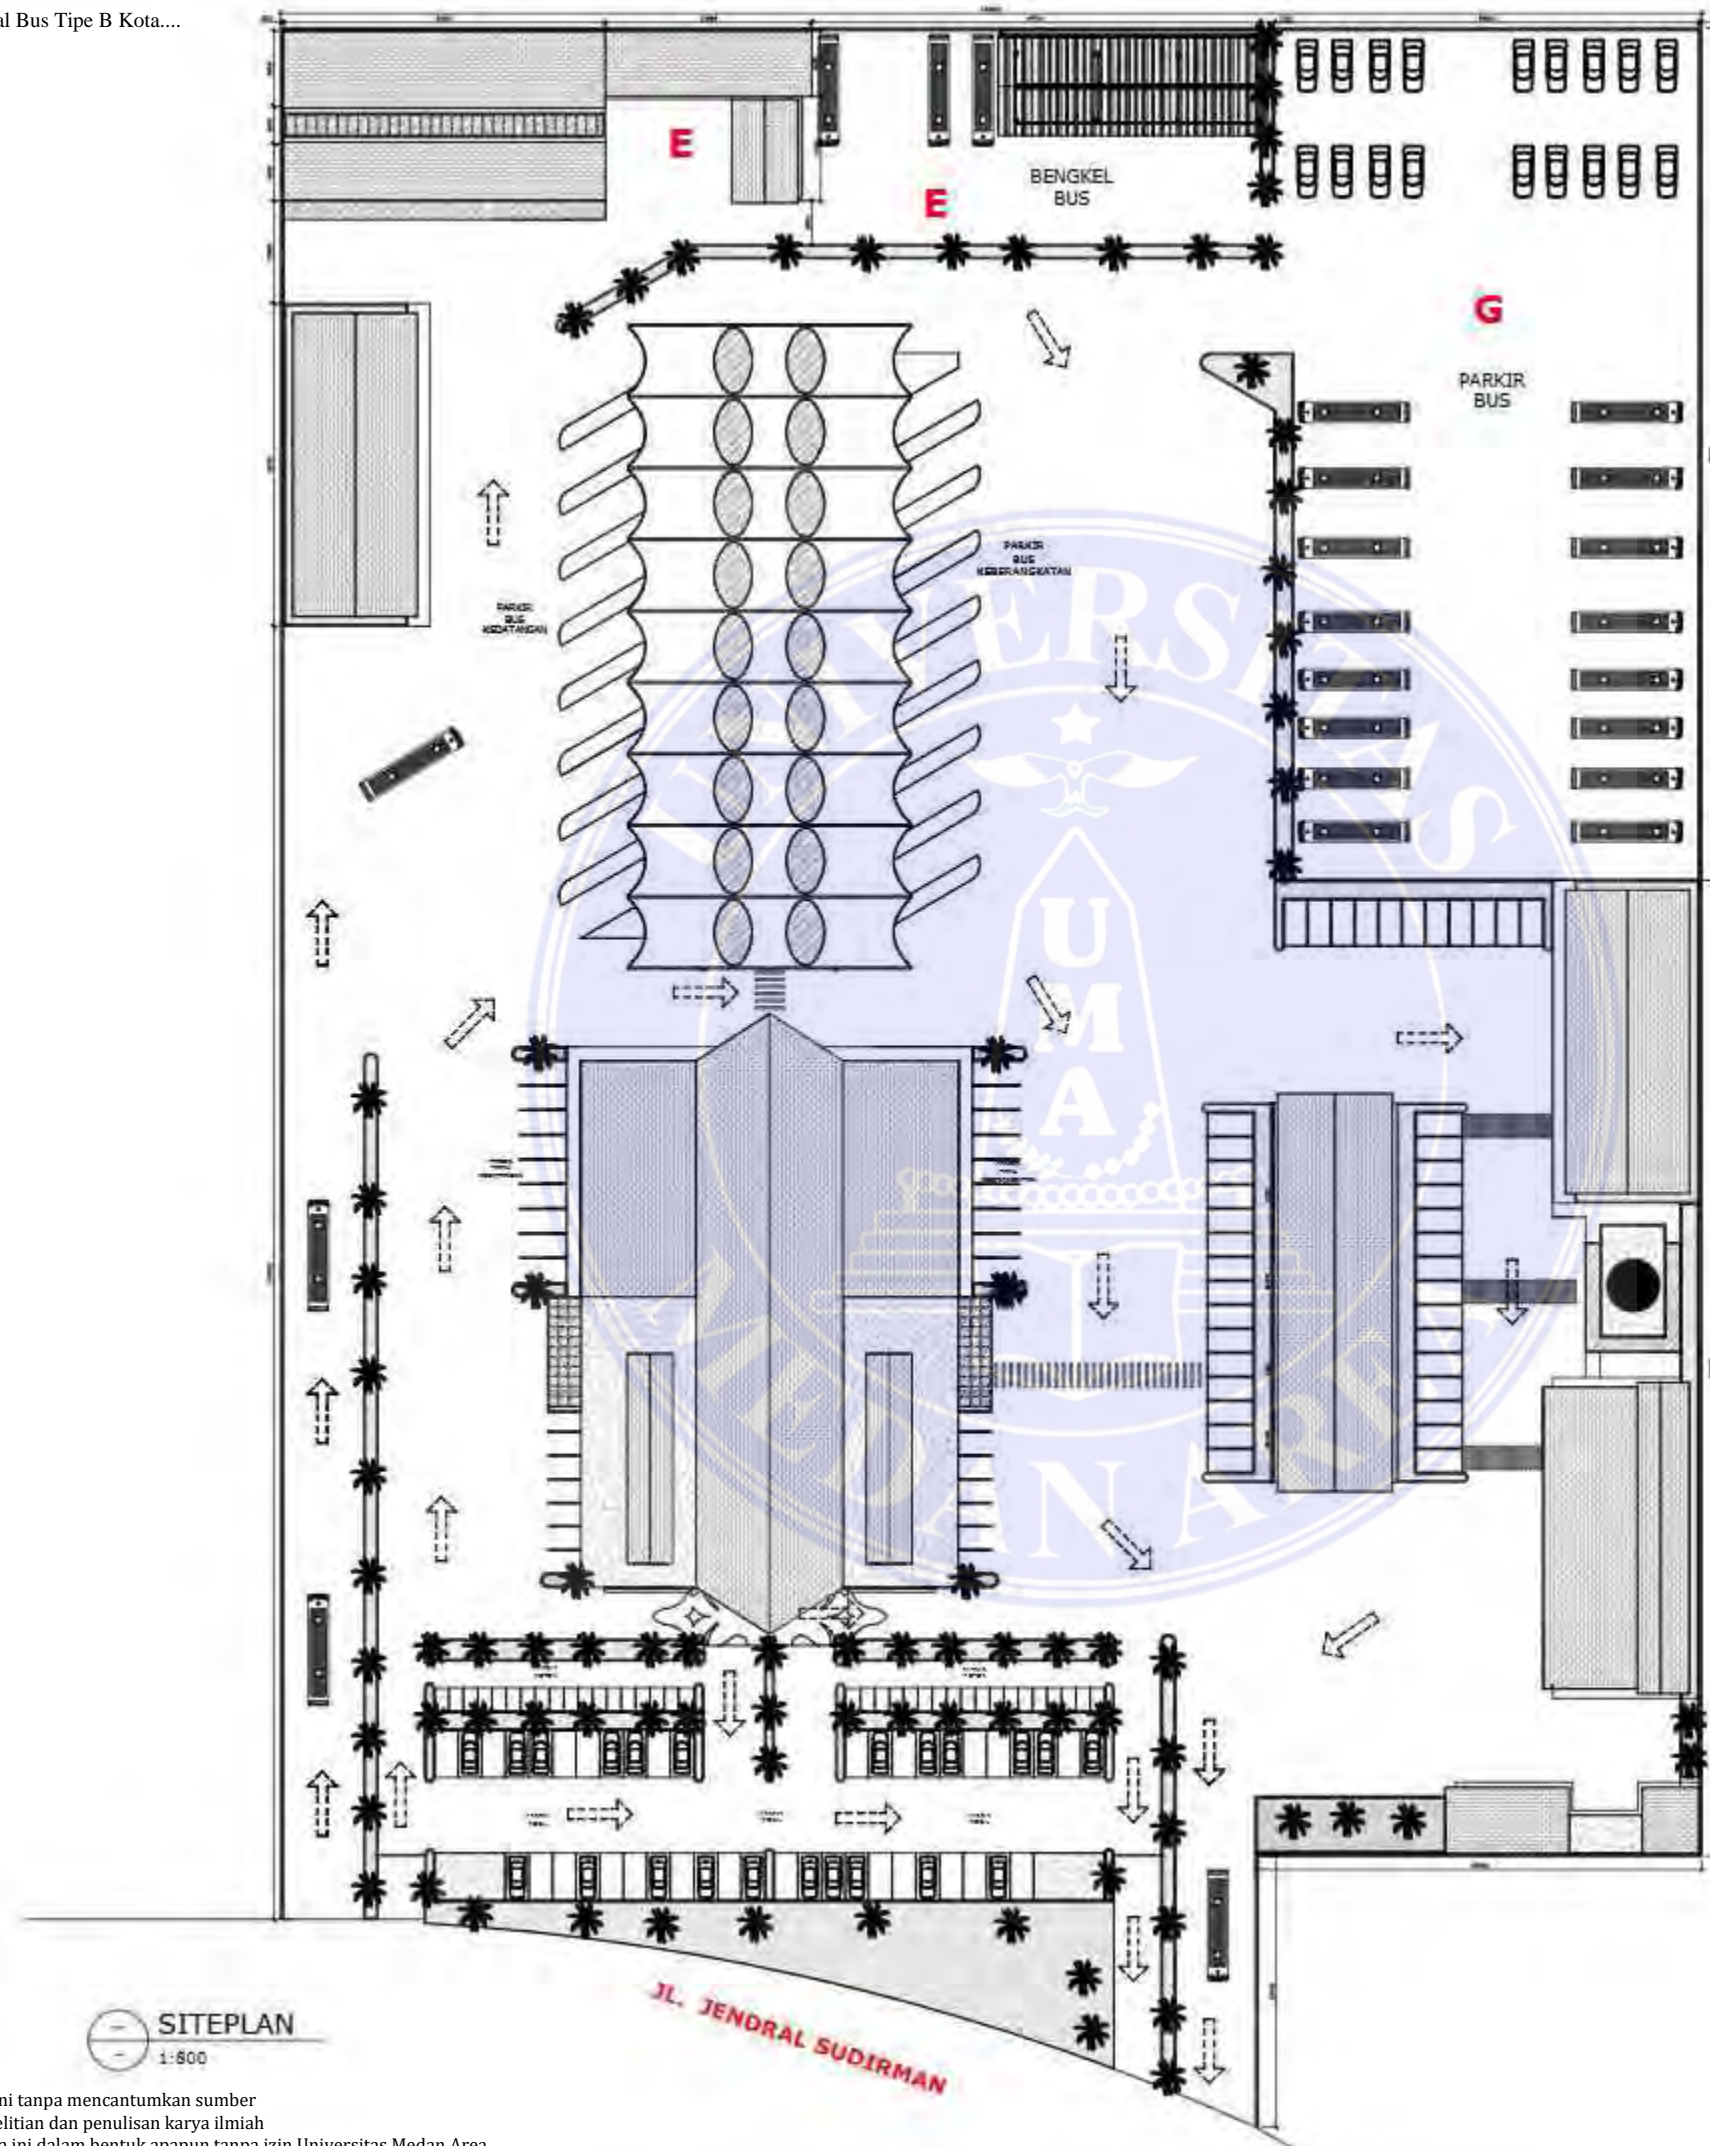 al Bus Tipe B Kota....
E
E
BENGKEL
BUS
G
PARKIR
BUS
PARKIR
BUS
KEBERANGKATAN
PARKIR
BUS
KEDATANGAN
UNIVERSITAS
MEDAN AREA
U
M
A
JL. JENDRAL SUDIRMAN
SITEPLAN
1:800
ni tanpa mencantumkan sumber
elitian dan penulisan karya ilmiah
a ini dalam bentuk apapun tanpa izin Universitas Medan Area